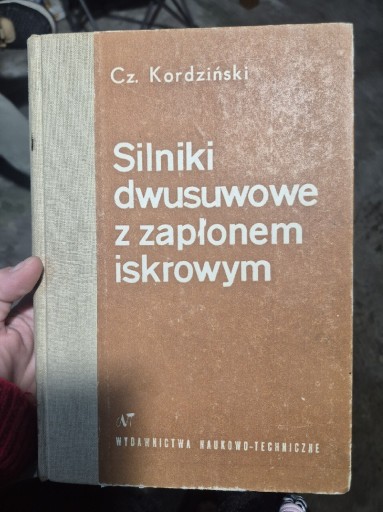 Cz. Kordziński
Silniki
dwusuwowe
z zapłonem
iskrowym
WYDAWNICTWA NAUKOWO-TECHNICZNE